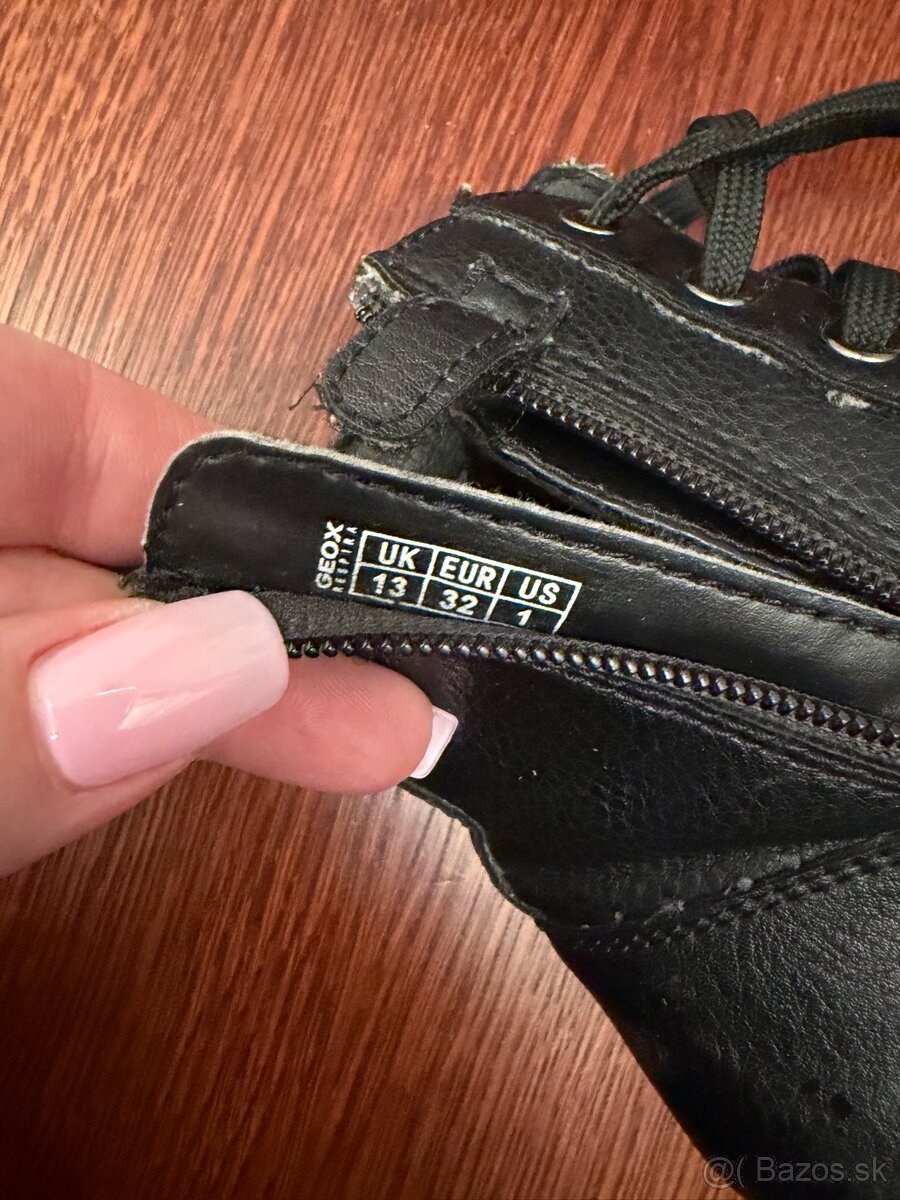 GEOX
RESPIRA
UK EUR US
13 32 1
@( Bazos.sk